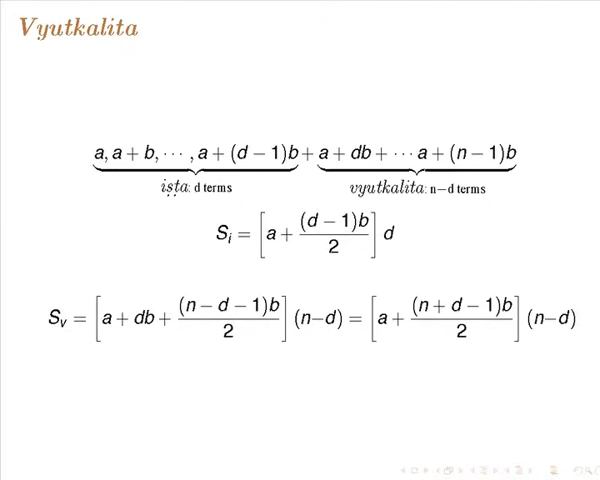 Vyutkalita
a, a + b, ⋯ , a + (d − 1)b + a + db + ⋯ a + (n − 1)b
iṣṭa: d terms vyutkalita: n−d terms
S_i = [a + (d − 1)b / 2] d
S_v = [a + db + (n − d − 1)b / 2] (n−d) = [a + (n + d − 1)b / 2] (n−d)